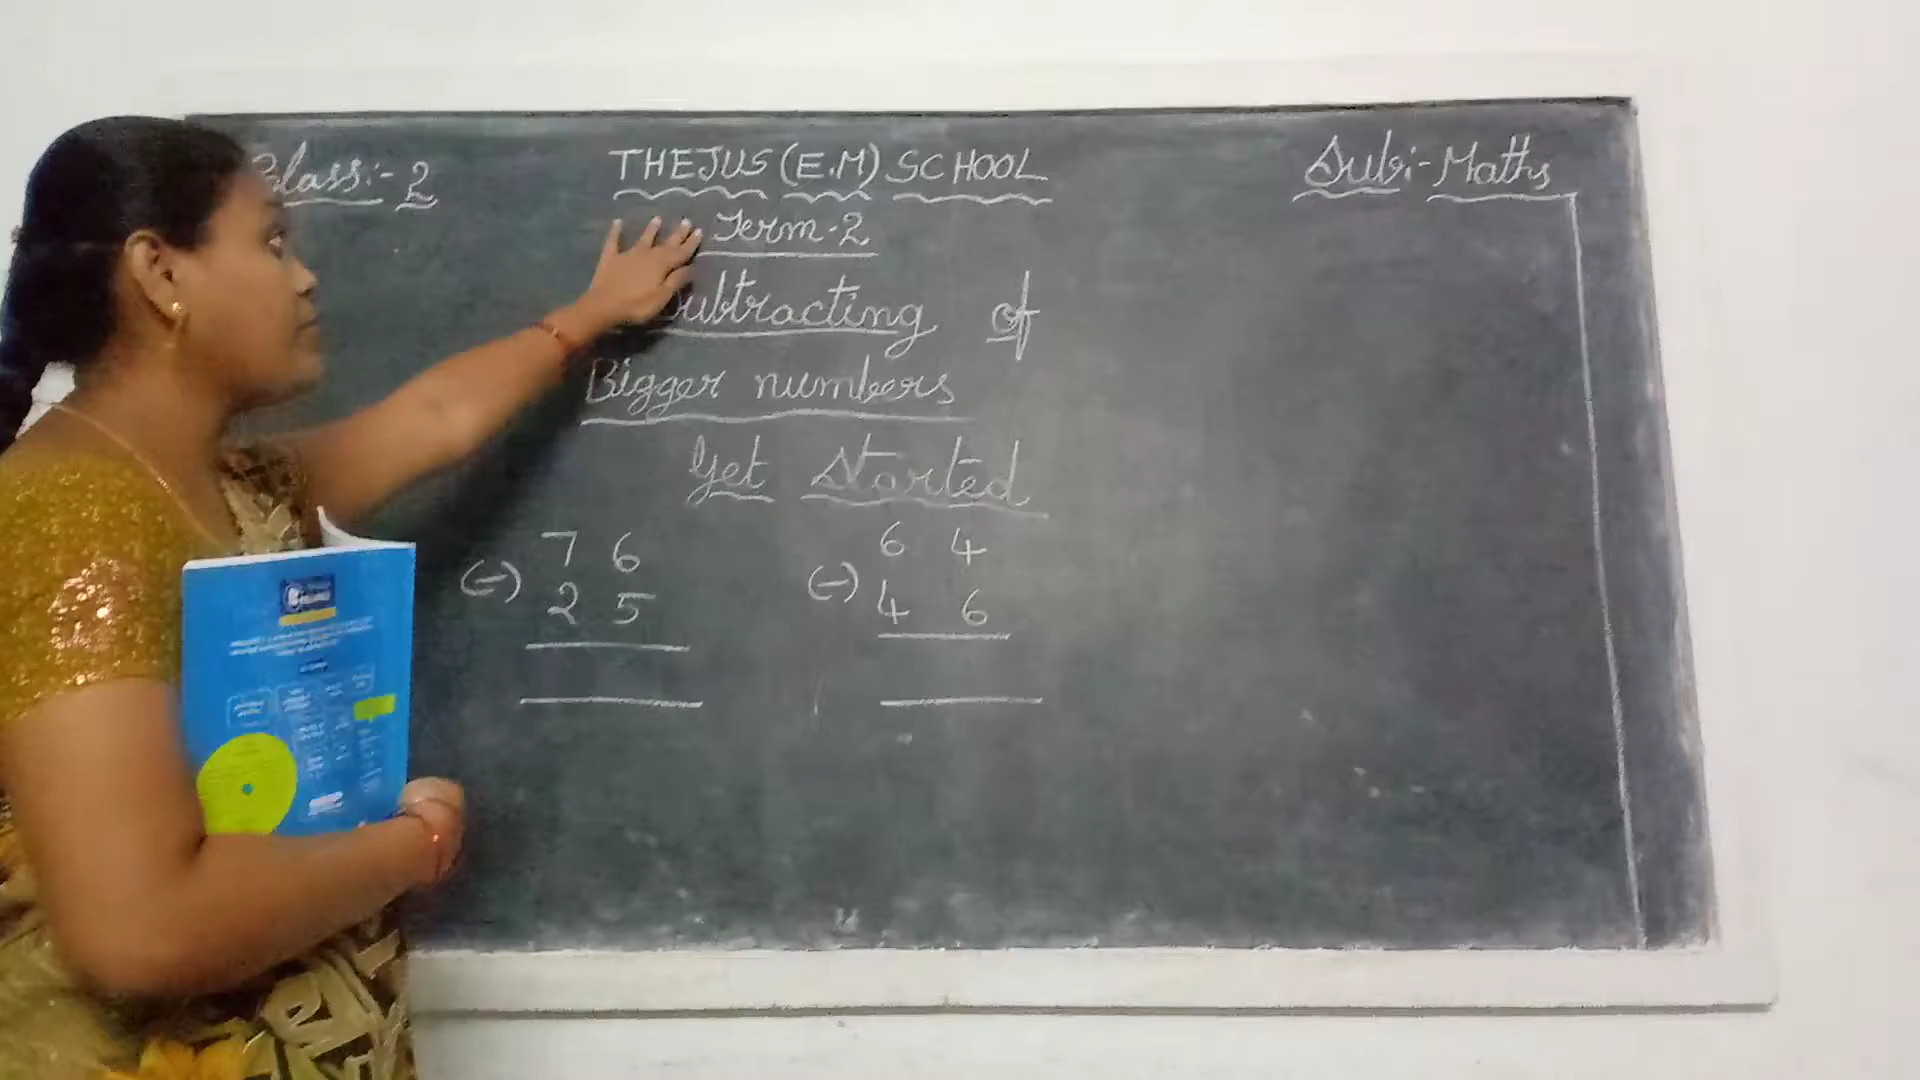 Class:- 2
THEJUS (E.M) SCHOOL
Sub:- Maths
Term-2
Subtracting of
Bigger numbers
Get Started
7 6
(-)
2 5
6 4
(-)
4 6